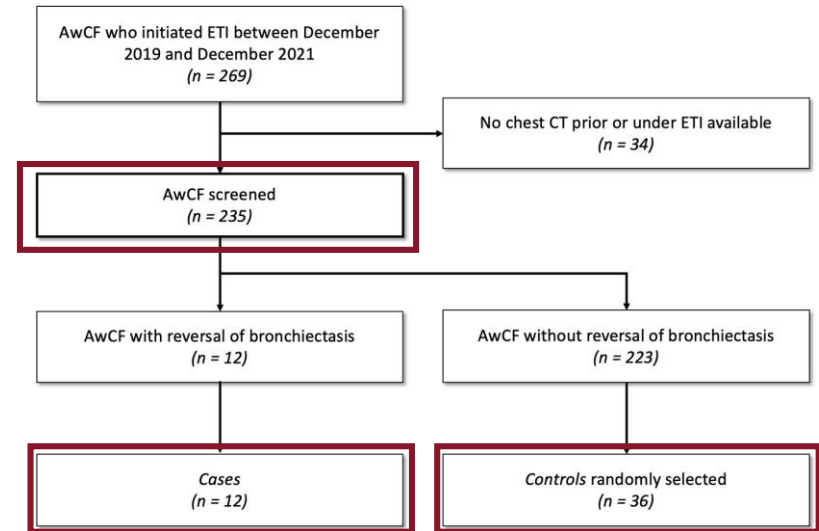 AwCF who initiated ETI between December
2019 and December 2021
(n = 269)
No chest CT prior or under ETI available
(n = 34)
AwCF screened
(n = 235)
AwCF with reversal of bronchiectasis
(n = 12)
AwCF without reversal of bronchiectasis
(n = 223)
Cases
(n = 12)
Controls randomly selected
(n = 36)